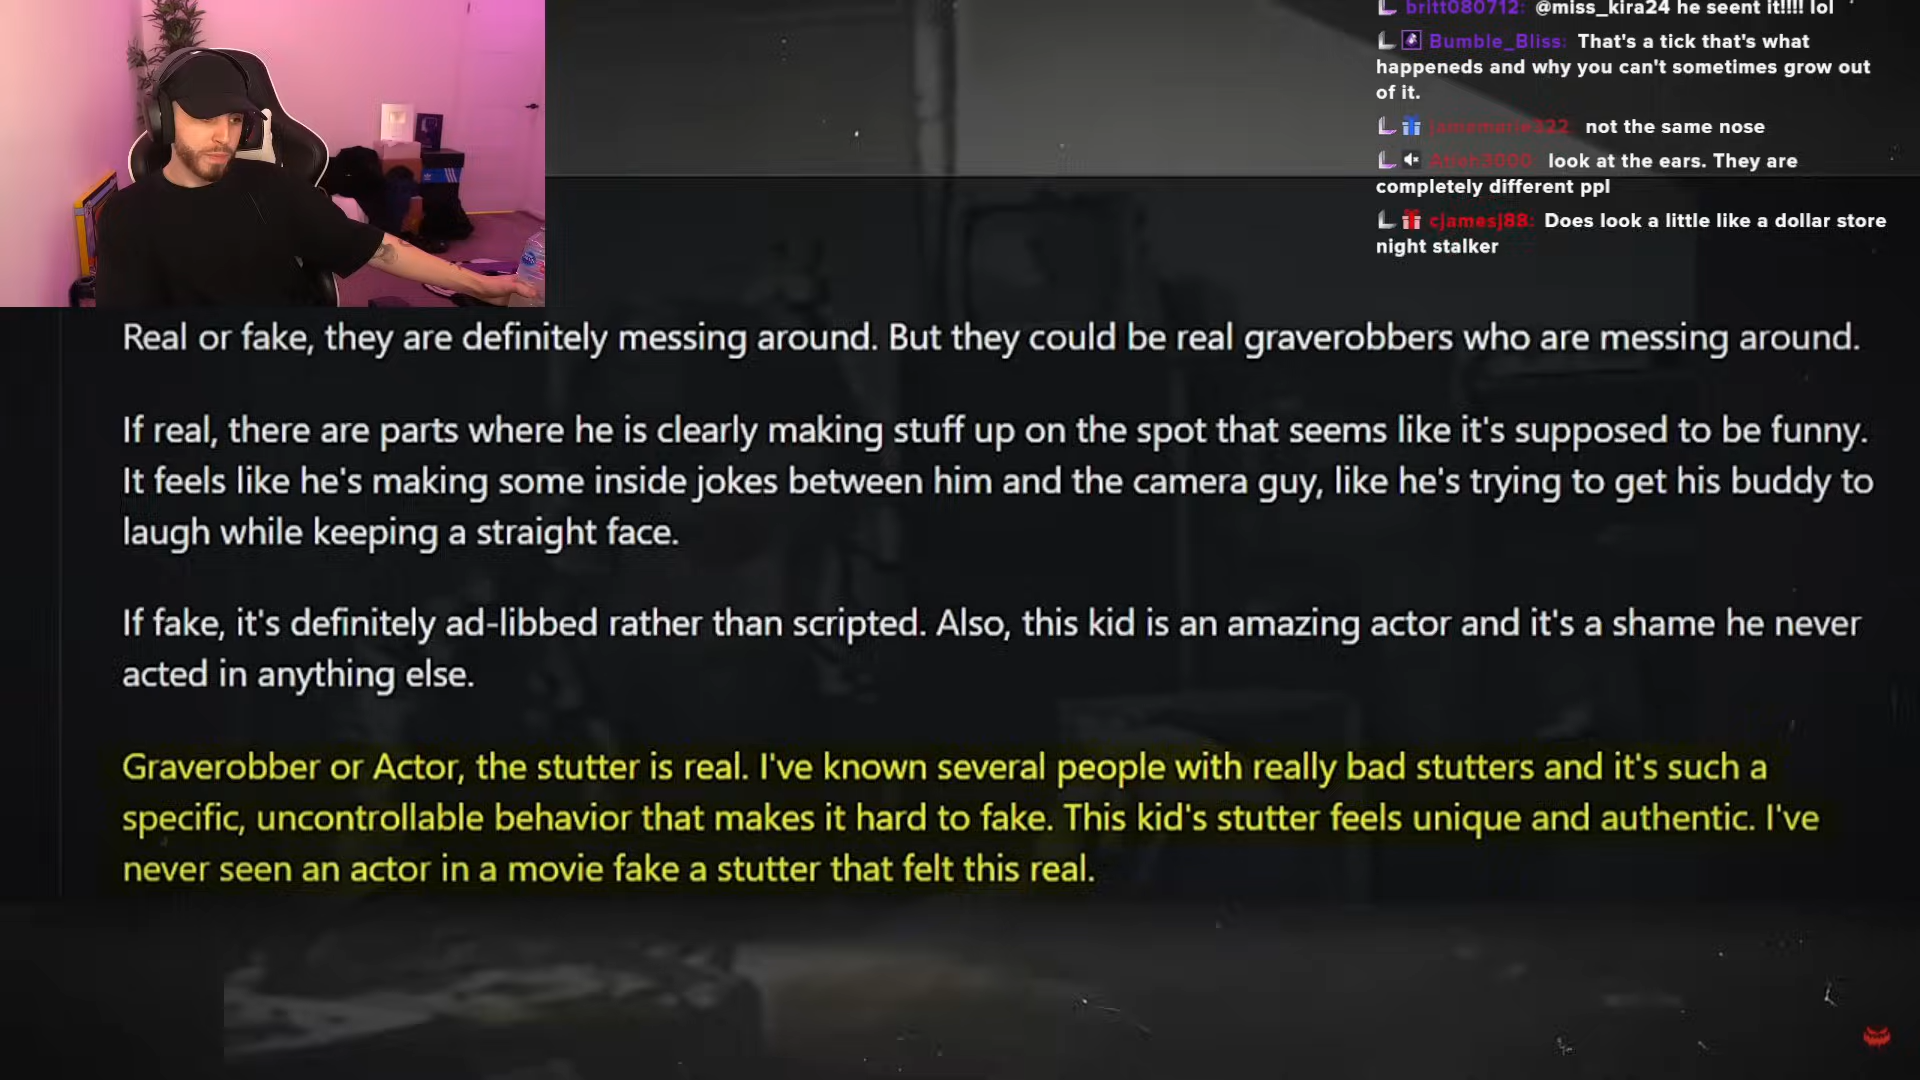 britt080712: @miss_kira24 he seent it!!!! lol
Bumble_Bliss: That's a tick that's what
happeneds and why you can't sometimes grow out
of it.
jaimemarie322: not the same nose
Atieh3000 look at the ears. They are
completely different ppl
cjamesj88: Does look a little like a dollar store
night stalker
Real or fake, they are definitely messing around. But they could be real graverobbers who are messing around.
If real, there are parts where he is clearly making stuff up on the spot that seems like it's supposed to be funny.
It feels like he's making some inside jokes between him and the camera guy, like he's trying to get his buddy to
laugh while keeping a straight face.
If fake, it's definitely ad-libbed rather than scripted. Also, this kid is an amazing actor and it's a shame he never
acted in anything else.
Graverobber or Actor, the stutter is real. I've known several people with really bad stutters and it's such a
specific, uncontrollable behavior that makes it hard to fake. This kid's stutter feels unique and authentic. I've
never seen an actor in a movie fake a stutter that felt this real.